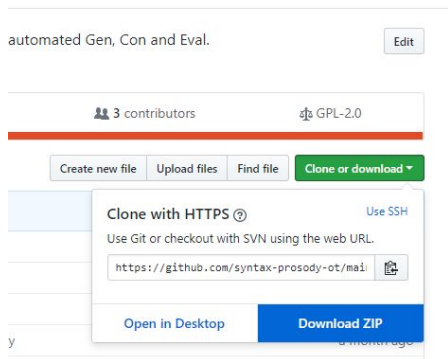 automated Gen, Con and Eval.
Edit
3 contributors
GPL-2.0
Create new file
Upload files
Find file
Clone or download
Clone with HTTPS
Use SSH
Use Git or checkout with SVN using the web URL.
https://github.com/syntax-prosody-ot/mai
Open in Desktop
Download ZIP
y
a month ago